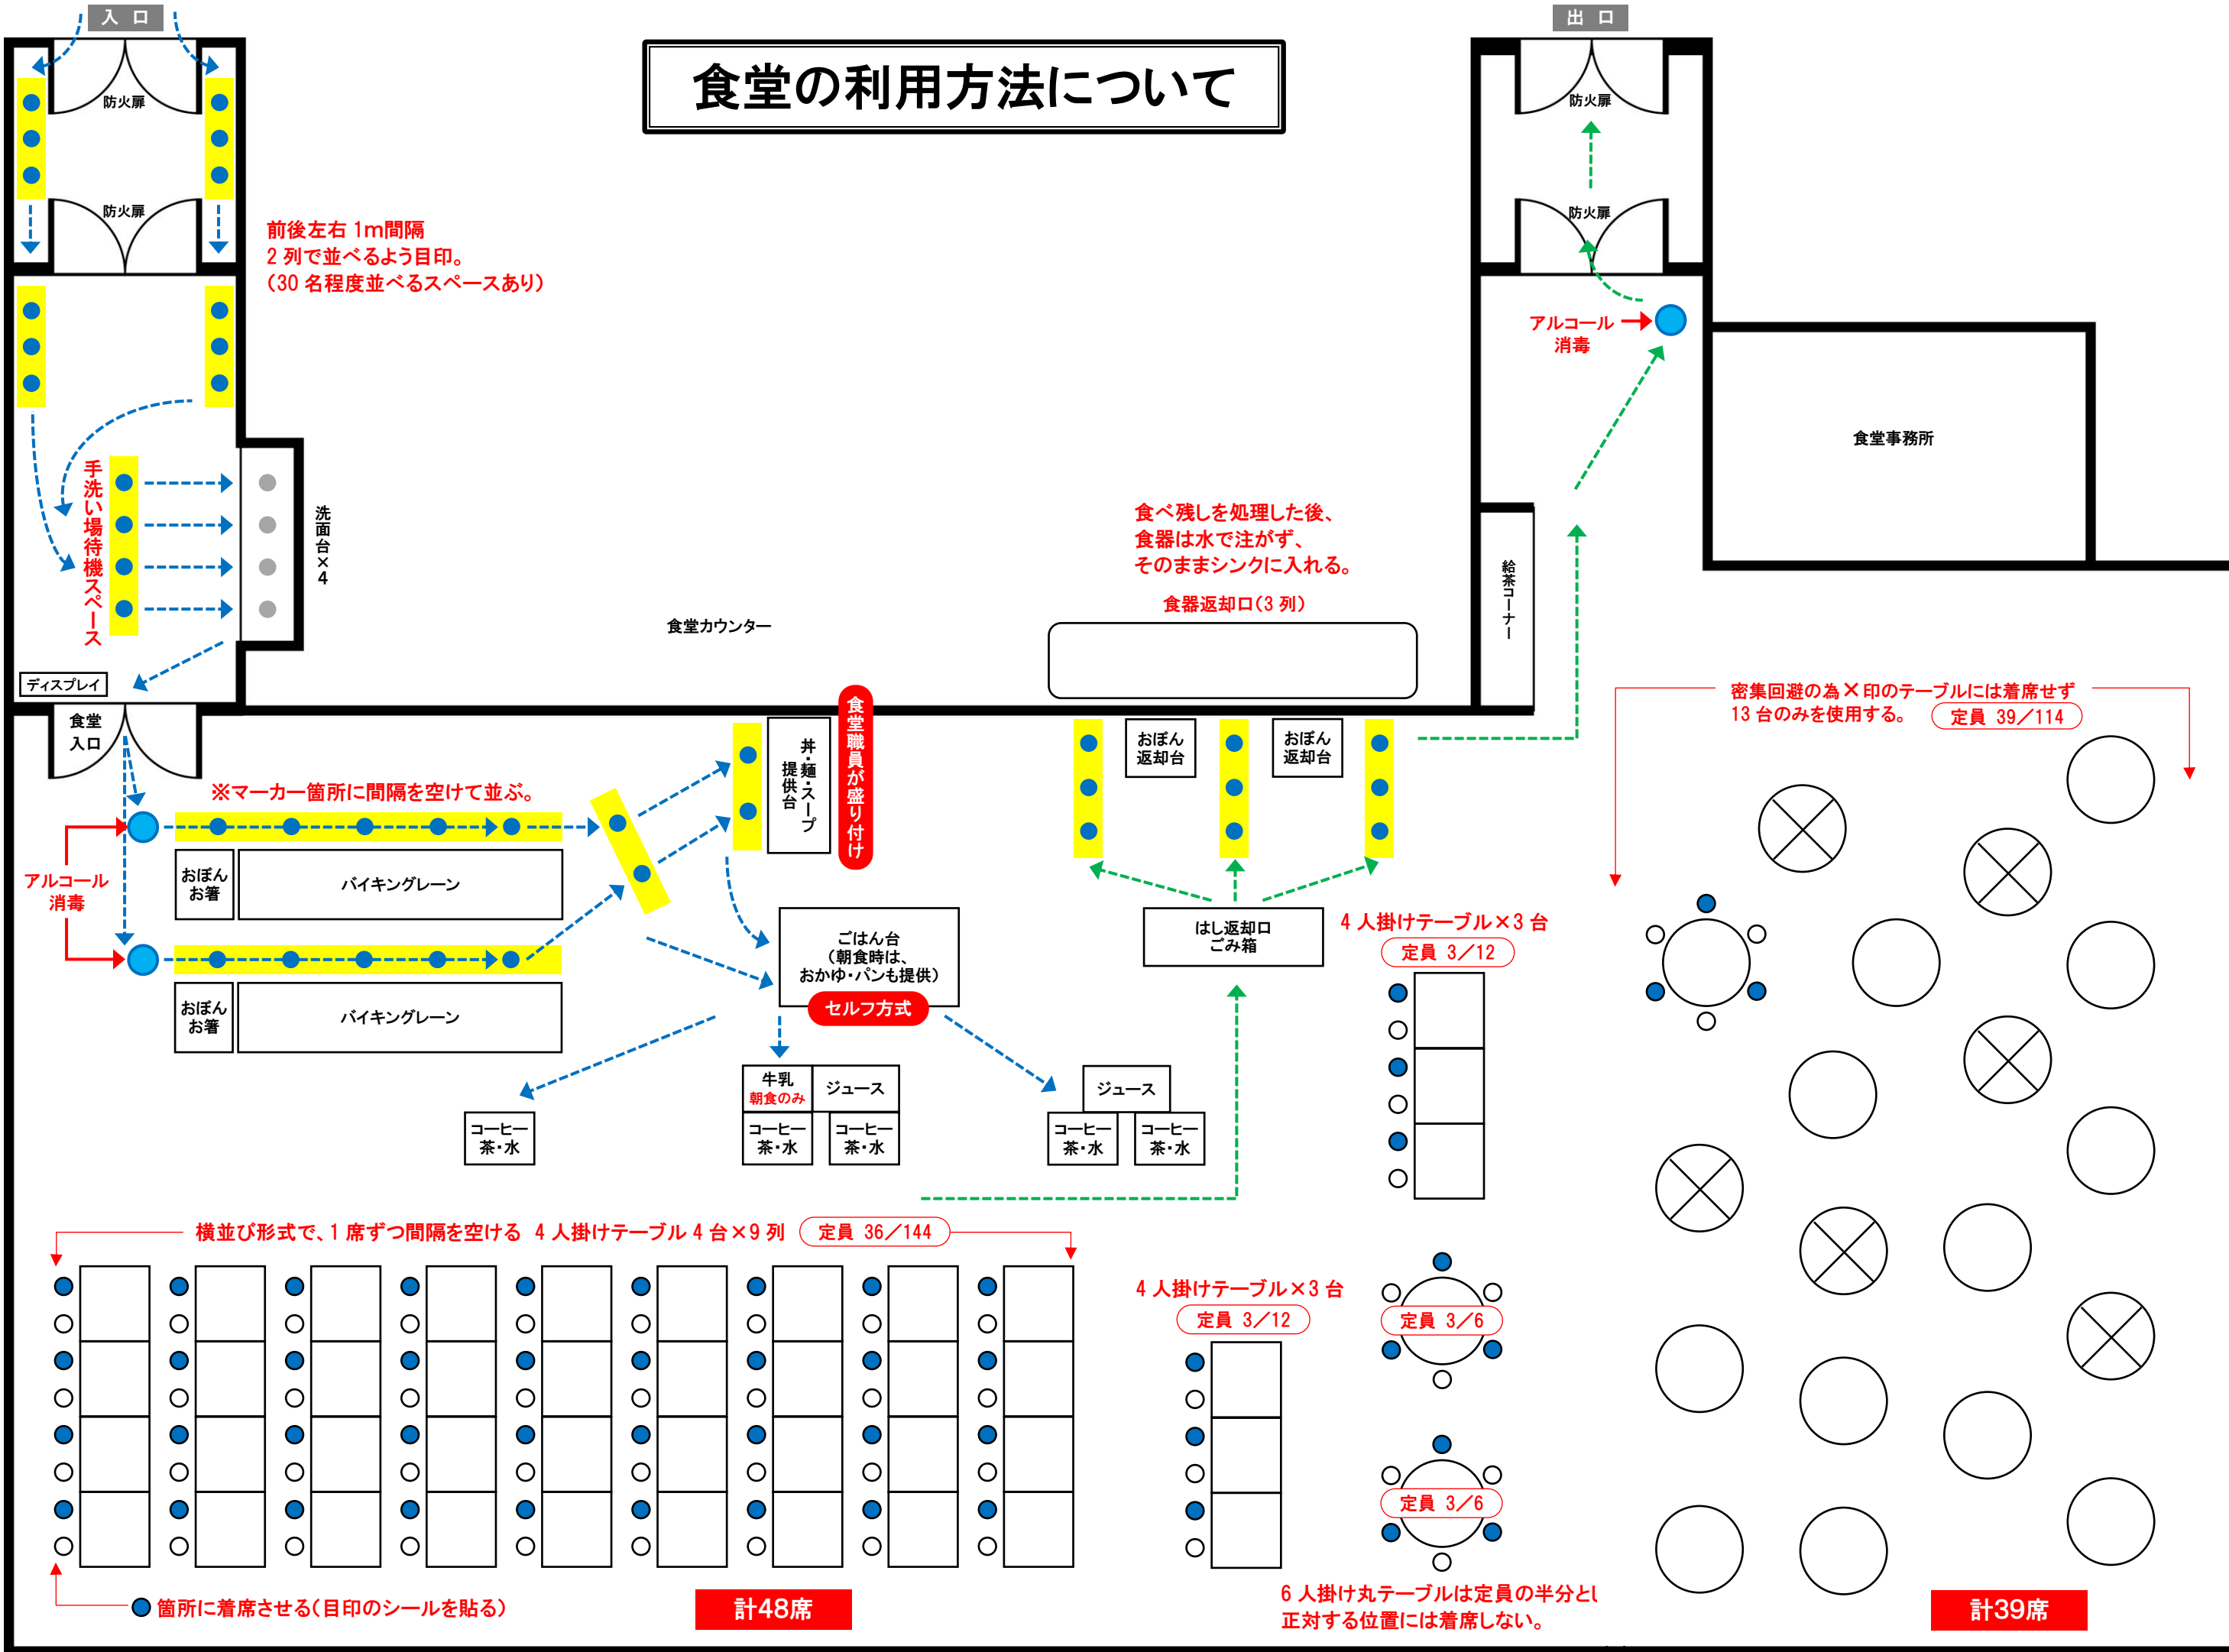 入 口
出 口
食堂の利用方法について
防火扉
防火扉
防火扉
防火扉
前後左右 1m間隔
2 列で並べるよう目印。
（30 名程度並べるスペースあり）
アルコール
消毒
食堂事務所
手洗い場待機スペース
洗面台×4
ディスプレイ
食堂
入口
食堂カウンター
食べ残しを処理した後、
食器は水で注がず、
そのままシンクに入れる。
食器返却口（3 列）
給茶コーナー
密集回避の為×印のテーブルには着席せず
13 台のみを使用する。
定員 39／114
※マーカー箇所に間隔を空けて並ぶ。
丼・麺・スープ
提供台
食堂職員が盛り付け
おぼん
返却台
おぼん
返却台
アルコール
消毒
おぼん
お箸
バイキングレーン
おぼん
お箸
バイキングレーン
ごはん台
（朝食時は、
おかゆ・パンも提供）
セルフ方式
はし返却口
ごみ箱
4 人掛けテーブル×3 台
定員 3／12
牛乳
朝食のみ
ジュース
コーヒー
茶・水
コーヒー
茶・水
コーヒー
茶・水
ジュース
コーヒー
茶・水
コーヒー
茶・水
横並び形式で、1 席ずつ間隔を空ける 4 人掛けテーブル 4 台×9 列
定員 36／144
4 人掛けテーブル×3 台
定員 3／12
定員 3／6
定員 3／6
箇所に着席させる（目印のシールを貼る）
計48席
6 人掛け丸テーブルは定員の半分とし
正対する位置には着席しない。
計39席